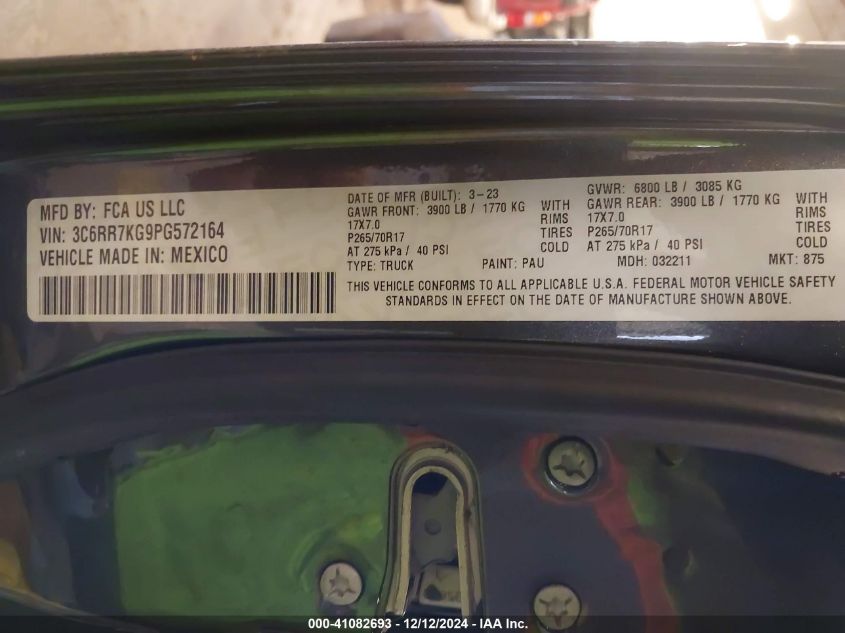 MFD BY: FCA US LLC
VIN: 3C6RR7KG9PG572164
VEHICLE MADE IN: MEXICO
DATE OF MFR (BUILT): 3-23
GAWR FRONT: 3900 LB / 1770 KG WITH
17X7.0 RIMS
P265/70R17 TIRES
AT 275 kPa / 40 PSI COLD
TYPE: TRUCK PAINT: PAU
GVWR: 6800 LB / 3085 KG
GAWR REAR: 3900 LB / 1770 KG WITH
17X7.0 RIMS
P265/70R17 TIRES
AT 275 kPa / 40 PSI COLD
MDH: 032211 MKT: 875
THIS VEHICLE CONFORMS TO ALL APPLICABLE U.S.A. FEDERAL MOTOR VEHICLE SAFETY
STANDARDS IN EFFECT ON THE DATE OF MANUFACTURE SHOWN ABOVE.
000-41082693 - 12/12/2024 - IAA Inc.